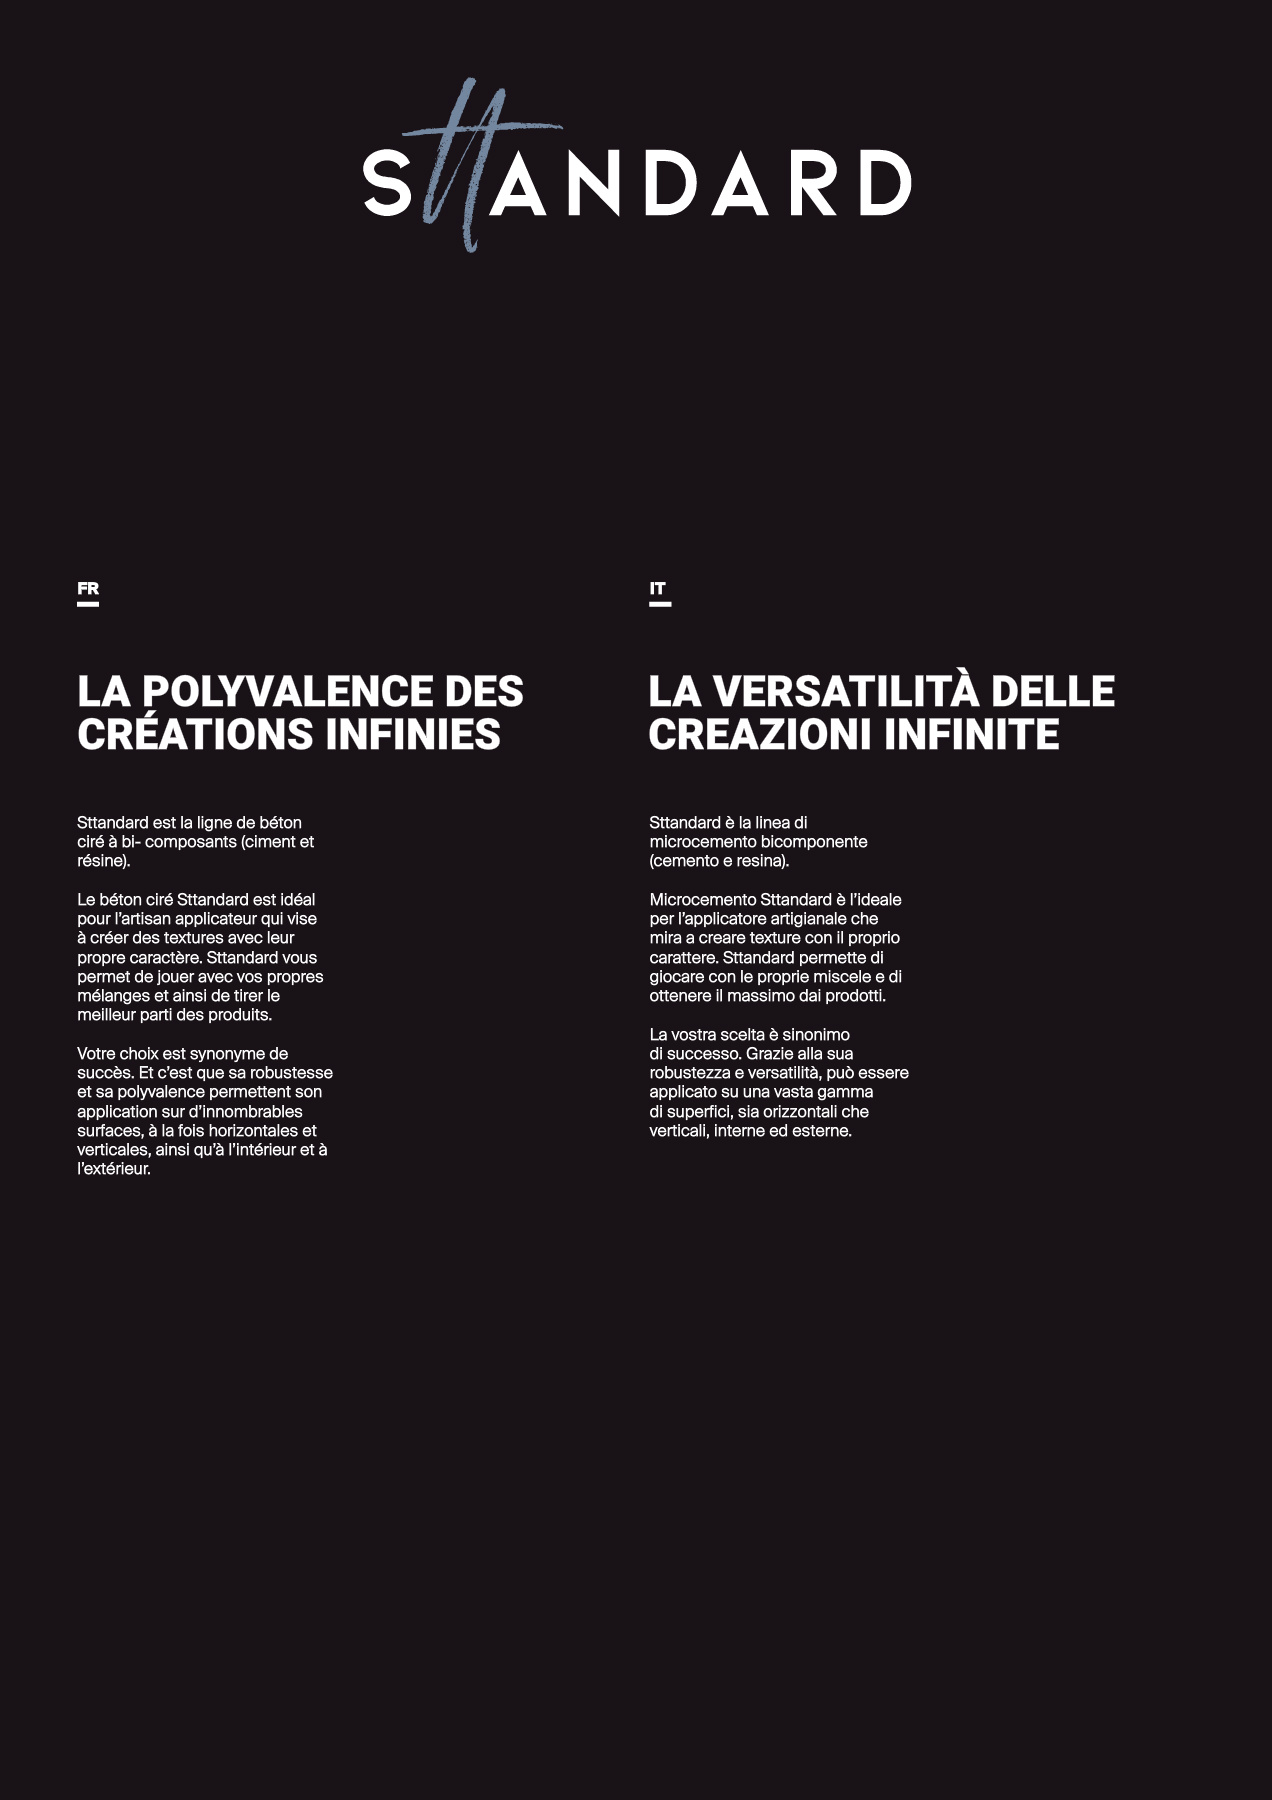 STTANDARD
FR
LA POLYVALENCE DES
CRÉATIONS INFINIES
Sttandard est la ligne de béton
ciré à bi- composants (ciment et
résine).
Le béton ciré Sttandard est idéal
pour l’artisan applicateur qui vise
à créer des textures avec leur
propre caractère. Sttandard vous
permet de jouer avec vos propres
mélanges et ainsi de tirer le
meilleur parti des produits.
Votre choix est synonyme de
succès. Et c’est que sa robustesse
et sa polyvalence permettent son
application sur d’innombrables
surfaces, à la fois horizontales et
verticales, ainsi qu’à l’intérieur et à
l’extérieur.
IT
LA VERSATILITÀ DELLE
CREAZIONI INFINITE
Sttandard è la linea di
microcemento bicomponente
(cemento e resina).
Microcemento Sttandard è l’ideale
per l’applicatore artigianale che
mira a creare texture con il proprio
carattere. Sttandard permette di
giocare con le proprie miscele e di
ottenere il massimo dai prodotti.
La vostra scelta è sinonimo
di successo. Grazie alla sua
robustezza e versatilità, può essere
applicato su una vasta gamma
di superfici, sia orizzontali che
verticali, interne ed esterne.